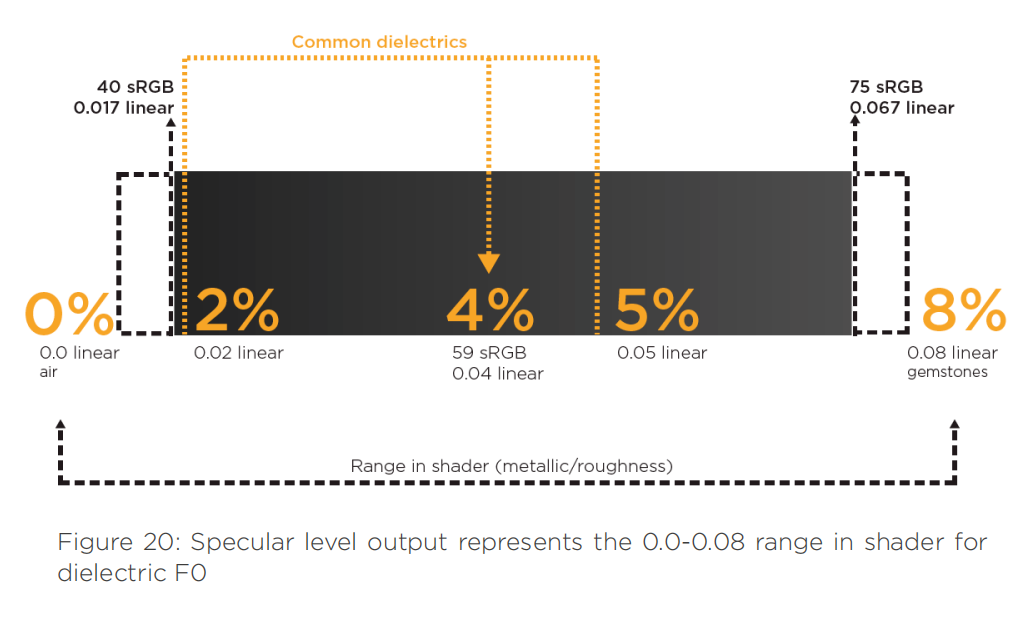 Common dielectrics
40 sRGB
0.017 linear
75 sRGB
0.067 linear
0%
2%
4%
5%
8%
0.0 linear
air
0.02 linear
59 sRGB
0.04 linear
0.05 linear
0.08 linear
gemstones
Range in shader (metallic/roughness)
Figure 20: Specular level output represents the 0.0-0.08 range in shader for
dielectric F0